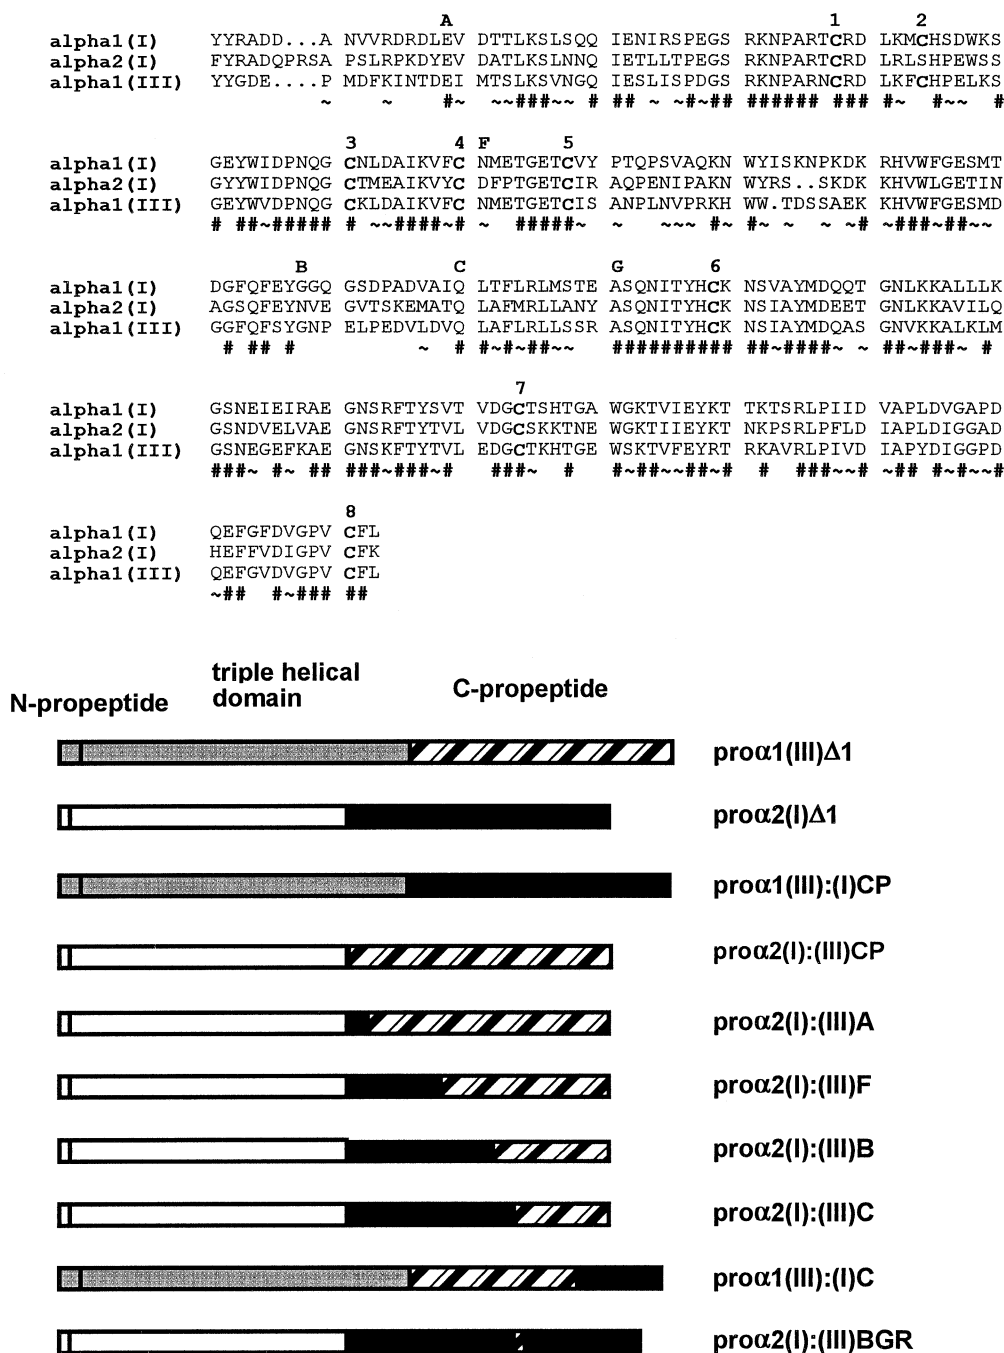 A 1 2
alpha1(I) YYRADD...A NVVRDRDLEV DTTLKSLSQQ IENIRSPEGS RKNPARTCRD LKMCHSDWKS
alpha2(I) FYRADQPRSA PSLRPKDYEV DATLKSLNNQ IETLLTPEGS RKNPARTCRD LRLSHPEWSS
alpha1(III) YYGDE....P MDFKINTDEI MTSLKSVNGQ IESLISPDGS RKNPARNCRD LKFCHPELKS
~ ~ #~ ~~###~ # ## ~ ~#~## ###### ### #~ #~~ #
3 4 F 5
alpha1(I) GEYWIDPNQG CNLDAIKVFC NMETGETCVY PTQPSVAQKN WYISKNPKDK RHVWFGESMT
alpha2(I) GYYWIDPNQG CTMEAIKVYC DFPTGETCIR AQPENIPAKN WYRS..SKDK KHVWLGETIN
alpha1(III) GEYWVDPNQG CKLDAIKVFC NMETGETCIS ANPLNVPRKH WW.TDSSAEK KHVWFGESMD
# ##~##### # ~~####~# ~ #####~ ~ ~~~ #~ #~ ~ ~ ~# ~###~##~~
B C G 6
alpha1(I) DGFQFEYGGQ GSDPADVAIQ LTFLRLMSTE ASQNITYHCK NSVAYMDQQT GNLKKALLLK
alpha2(I) AGSQFEYNVE GVTSKEMATQ LAFMRLLANY ASQNITYHCK NSIAYMDEET GNLKKAVILQ
alpha1(III) GGFQFSYGNP ELPEDVLDVQ LAFLRLLSSR ASQNITYHCK NSIAYMDQAS GNVKKALKLM
# ## # ~ # #~#~##~~ ########## ##~####~ ~ ##~###~ #
7
alpha1(I) GSNEIEIRAE GNSRFTYSVT VDGCTSHTGA WGKTVIEYKT TKTSRLPIID VAPLDVGAPD
alpha2(I) GSNDVELVAE GNSRFTYTVL VDGCSKKTNE WGKTIIEYKT NKPSRLPFLD IAPLDIGGAD
alpha1(III) GSNEGEFKAE GNSKFTYTVL EDGCTKHTGE WSKTVFEYRT RKAVRLPIVD IAPYDIGGPD
###~ #~ ## ###~###~# ###~ # #~##~~##~# # ###~~# ~## #~#~~#
8
alpha1(I) QEFGFDVGPV CFL
alpha2(I) HEFFVDIGPV CFK
alpha1(III) QEFGVDVGPV CFL
~## #~### ##
N-propeptide triple helical domain C-propeptide
proα1(III)Δ1
proα2(I)Δ1
proα1(III):(I)CP
proα2(I):(III)CP
proα2(I):(III)A
proα2(I):(III)F
proα2(I):(III)B
proα2(I):(III)C
proα1(III):(I)C
proα2(I):(III)BGR